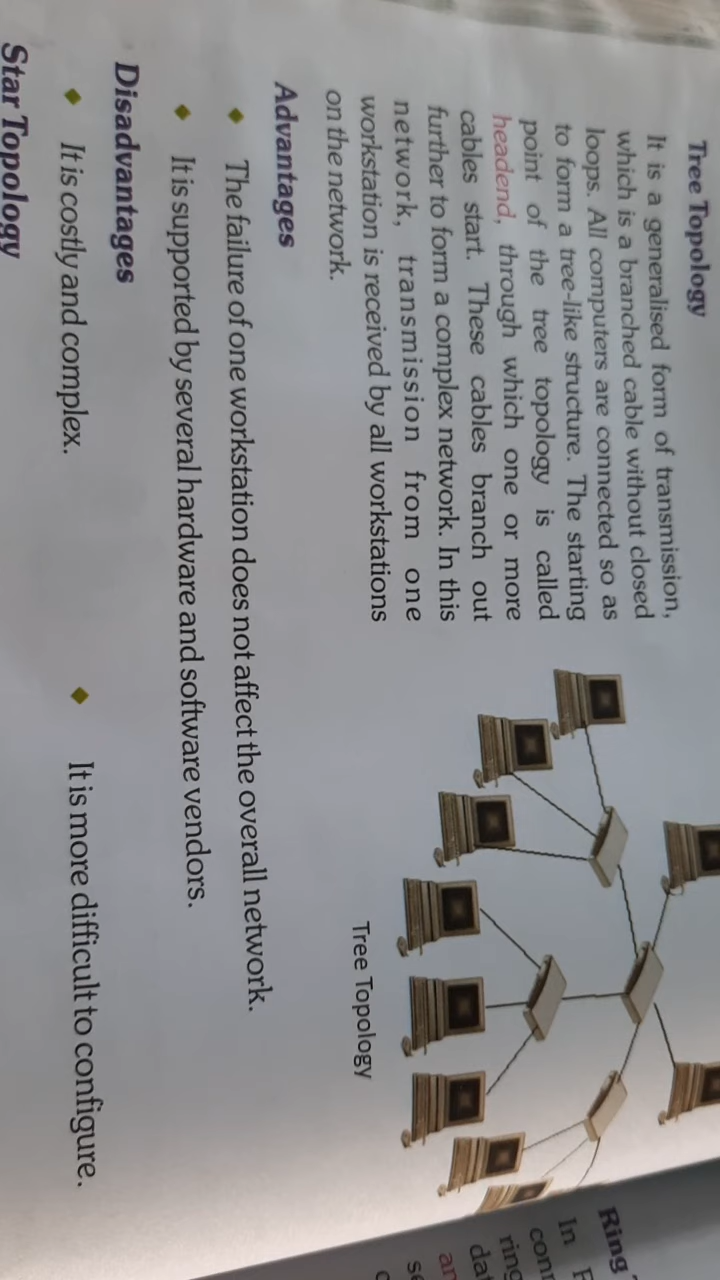 Tree Topology
It is a generalised form of transmission,
which is a branched cable without closed
loops. All computers are connected so as
to form a tree-like structure. The starting
point of the tree topology is called
headend, through which one or more
cables start. These cables branch out
further to form a complex network. In this
network, transmission from one
workstation is received by all workstations
on the network.
Tree Topology
Advantages
◆ The failure of one workstation does not affect the overall network.
◆ It is supported by several hardware and software vendors.
Disadvantages
◆ It is costly and complex. ◆ It is more difficult to configure.
Star Topology
Ring
In
ring